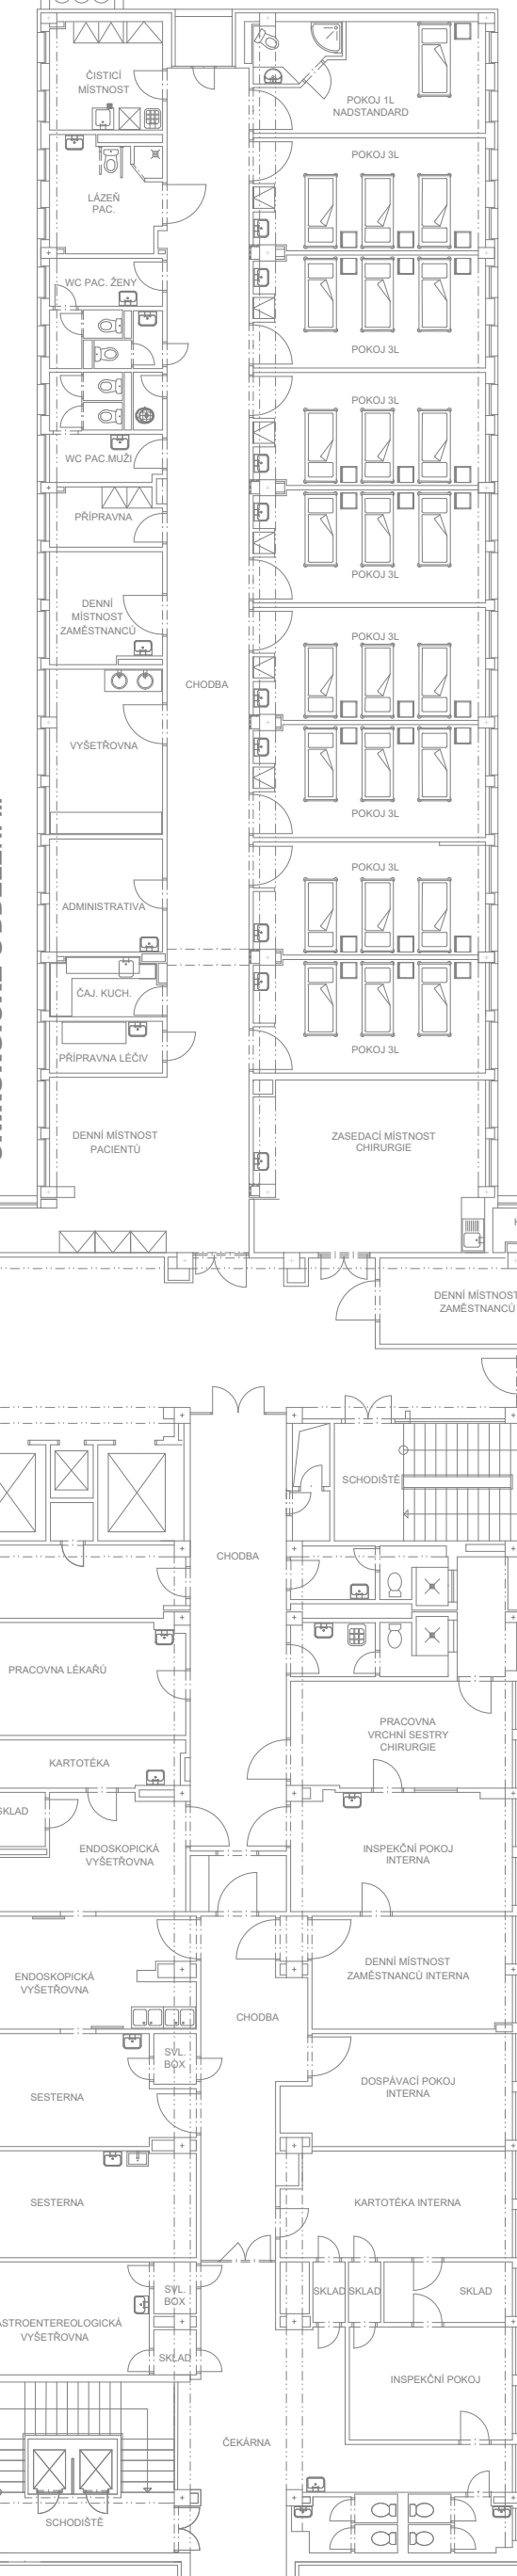 ČISTICÍ
MÍSTNOST
POKOJ 1L
NADSTANDARD
POKOJ 3L
LÁZEŇ
PAC.
WC PAC. ŽENY
POKOJ 3L
POKOJ 3L
WC PAC.MUŽI
PŘÍPRAVNA
POKOJ 3L
DENNÍ
MÍSTNOST
ZAMĚSTNANCŮ
POKOJ 3L
CHODBA
VYŠETŘOVNA
POKOJ 3L
POKOJ 3L
ADMINISTRATIVA
ČAJ. KUCH.
POKOJ 3L
PŘÍPRAVNA LÉČIV
DENNÍ MÍSTNOST
PACIENTŮ
ZASEDACÍ MÍSTNOST
CHIRURGIE
DENNÍ MÍSTNOST
ZAMĚSTNANCŮ
SCHODIŠTĚ
CHODBA
PRACOVNA LÉKAŘŮ
PRACOVNA
VRCHNÍ SESTRY
CHIRURGIE
KARTOTÉKA
SKLAD
ENDOSKOPICKÁ
VYŠETŘOVNA
INSPEKČNÍ POKOJ
INTERNA
DENNÍ MÍSTNOST
ZAMĚSTNANCŮ INTERNA
ENDOSKOPICKÁ
VYŠETŘOVNA
CHODBA
SVL.
BOX
DOSPÁVACÍ POKOJ
INTERNA
SESTERNA
SESTERNA
KARTOTÉKA INTERNA
SVL.
BOX
SKLAD
SKLAD
SKLAD
ASTROENTEREOLOGICKÁ
VYŠETŘOVNA
SKLAD
INSPEKČNÍ POKOJ
ČEKÁRNA
SCHODIŠTĚ